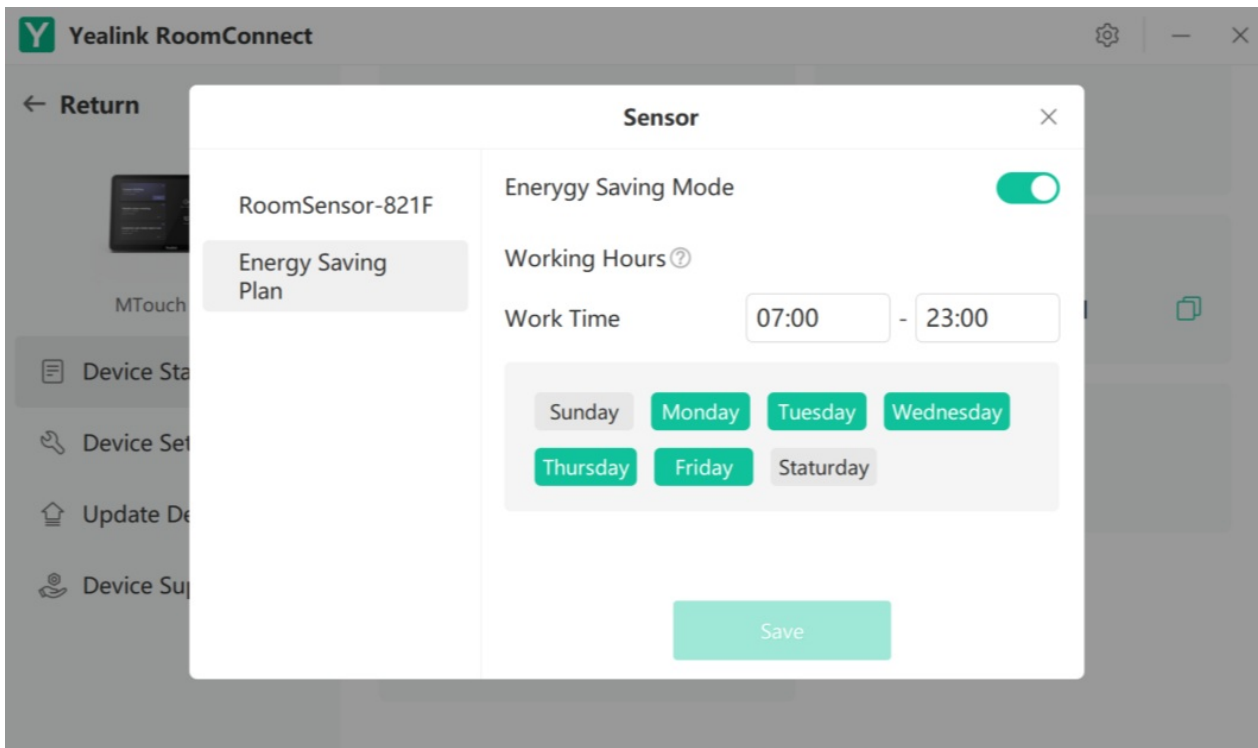 Yealink RoomConnect
← Return
MTouch
Device Sta
Device Set
Update De
Device Sup
Sensor
RoomSensor-821F
Energy Saving
Plan
Enerygy Saving Mode
Working Hours
Work Time 07:00 - 23:00
Sunday Monday Tuesday Wednesday
Thursday Friday Staturday
Save